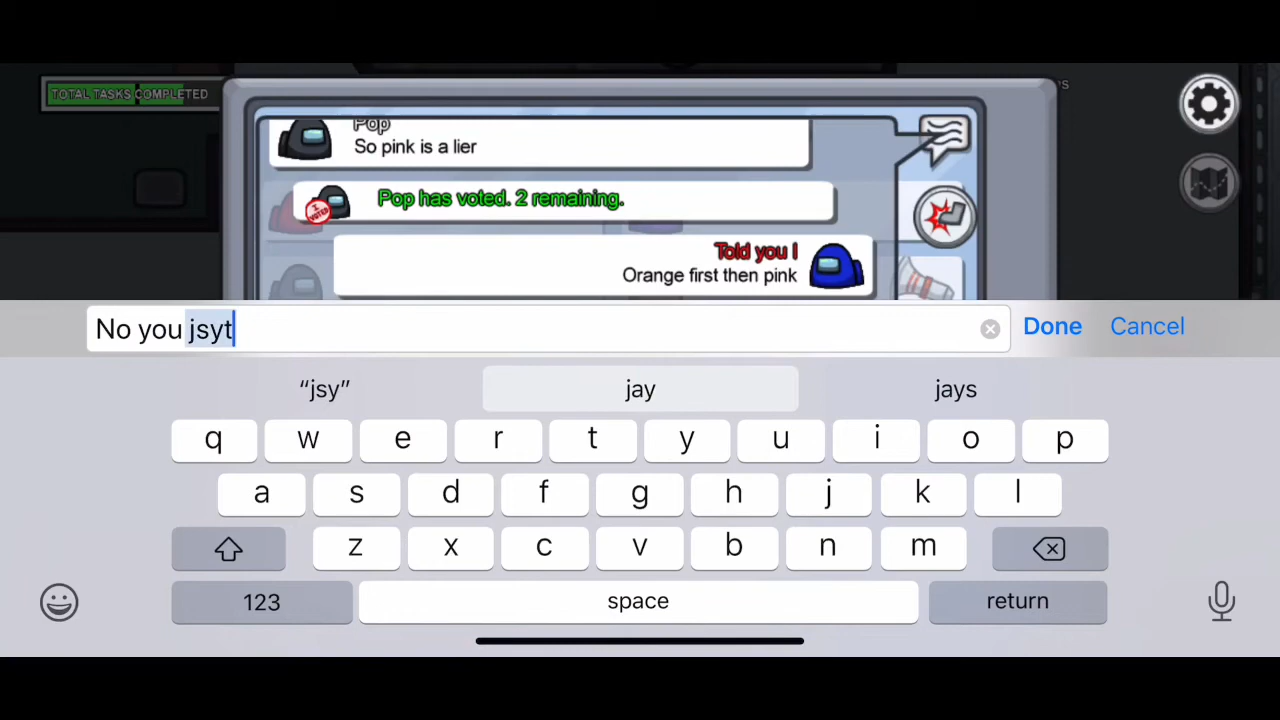 TOTAL TASKS COMPLETED
Pop
So pink is a lier
I VOTED
Pop has voted. 2 remaining.
Told you I
Orange first then pink
No you jsyt
Done
Cancel
“jsy”
jay
jays
q w e r t y u i o p
a s d f g h j k l
z x c v b n m
123
space
return